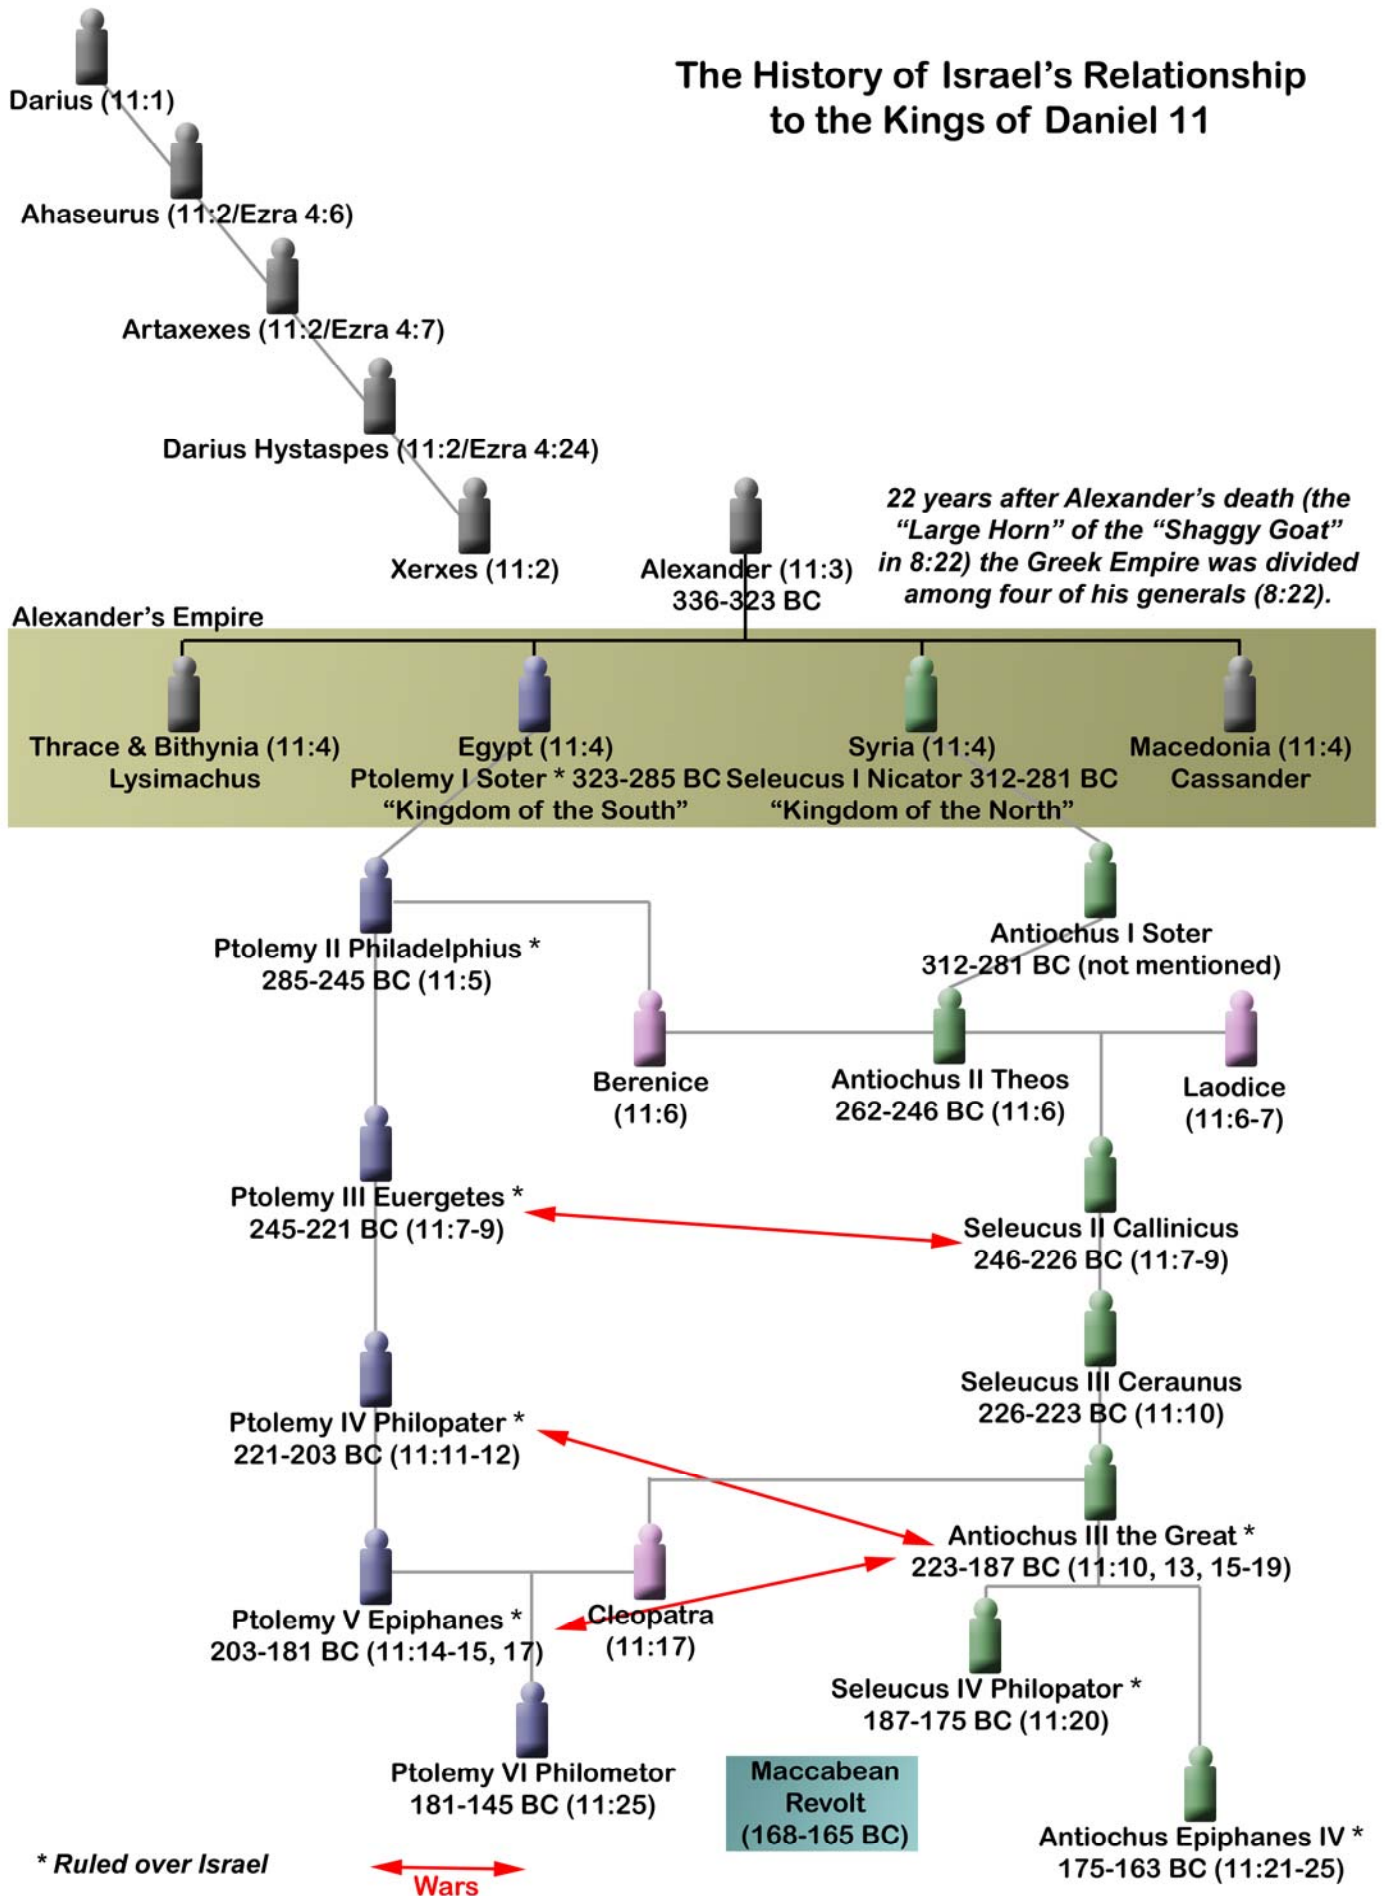 The History of Israel's Relationship
to the Kings of Daniel 11
Darius (11:1)
Ahaseurus (11:2/Ezra 4:6)
Artaxexes (11:2/Ezra 4:7)
Darius Hystaspes (11:2/Ezra 4:24)
Xerxes (11:2)
Alexander (11:3)
336-323 BC
22 years after Alexander's death (the
“Large Horn” of the “Shaggy Goat”
in 8:22) the Greek Empire was divided
among four of his generals (8:22).
Alexander's Empire
Thrace & Bithynia (11:4)
Lysimachus
Egypt (11:4)
Ptolemy I Soter * 323-285 BC
“Kingdom of the South”
Syria (11:4)
Seleucus I Nicator 312-281 BC
“Kingdom of the North”
Macedonia (11:4)
Cassander
Ptolemy II Philadelphius *
285-245 BC (11:5)
Antiochus I Soter
312-281 BC (not mentioned)
Berenice
(11:6)
Antiochus II Theos
262-246 BC (11:6)
Laodice
(11:6-7)
Ptolemy III Euergetes *
245-221 BC (11:7-9)
Seleucus II Callinicus
246-226 BC (11:7-9)
Seleucus III Ceraunus
226-223 BC (11:10)
Ptolemy IV Philopater *
221-203 BC (11:11-12)
Antiochus III the Great *
223-187 BC (11:10, 13, 15-19)
Ptolemy V Epiphanes *
203-181 BC (11:14-15, 17)
Cleopatra
(11:17)
Seleucus IV Philopator *
187-175 BC (11:20)
Ptolemy VI Philometor
181-145 BC (11:25)
Maccabean
Revolt
(168-165 BC)
Antiochus Epiphanes IV *
175-163 BC (11:21-25)
* Ruled over Israel
Wars